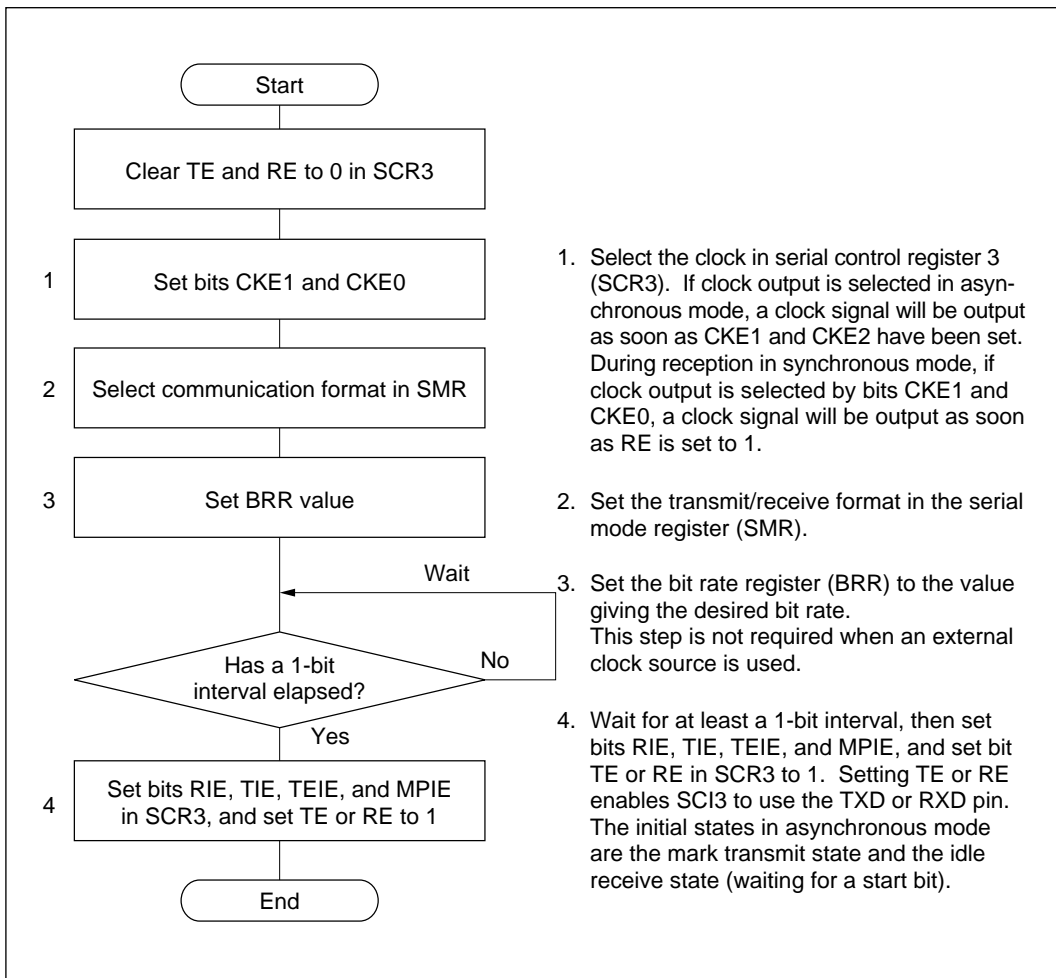 Start
Clear TE and RE to 0 in SCR3
1
Set bits CKE1 and CKE0
2
Select communication format in SMR
3
Set BRR value
Wait
Has a 1-bit
interval elapsed?
No
Yes
4
Set bits RIE, TIE, TEIE, and MPIE
in SCR3, and set TE or RE to 1
End
1. Select the clock in serial control register 3
(SCR3). If clock output is selected in asyn-
chronous mode, a clock signal will be output
as soon as CKE1 and CKE2 have been set.
During reception in synchronous mode, if
clock output is selected by bits CKE1 and
CKE0, a clock signal will be output as soon
as RE is set to 1.
2. Set the transmit/receive format in the serial
mode register (SMR).
3. Set the bit rate register (BRR) to the value
giving the desired bit rate.
This step is not required when an external
clock source is used.
4. Wait for at least a 1-bit interval, then set
bits RIE, TIE, TEIE, and MPIE, and set bit
TE or RE in SCR3 to 1. Setting TE or RE
enables SCI3 to use the TXD or RXD pin.
The initial states in asynchronous mode
are the mark transmit state and the idle
receive state (waiting for a start bit).